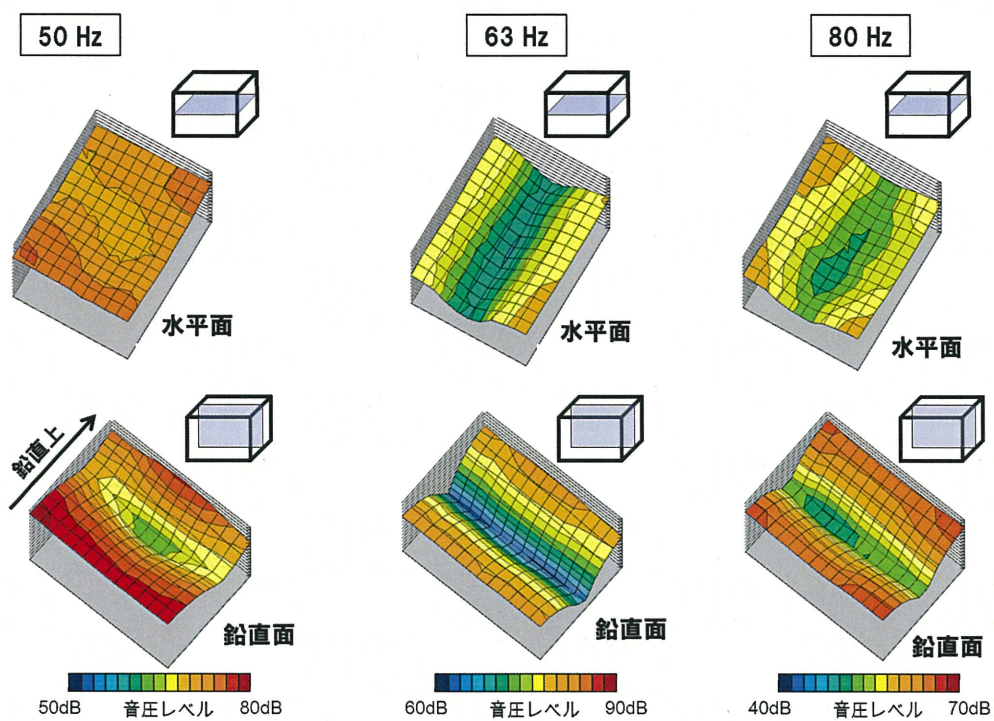 50 Hz
63 Hz
80 Hz
水平面
水平面
水平面
鉛直上
鉛直面
鉛直面
鉛直面
50dB 音圧レベル 80dB
60dB 音圧レベル 90dB
40dB 音圧レベル 70dB